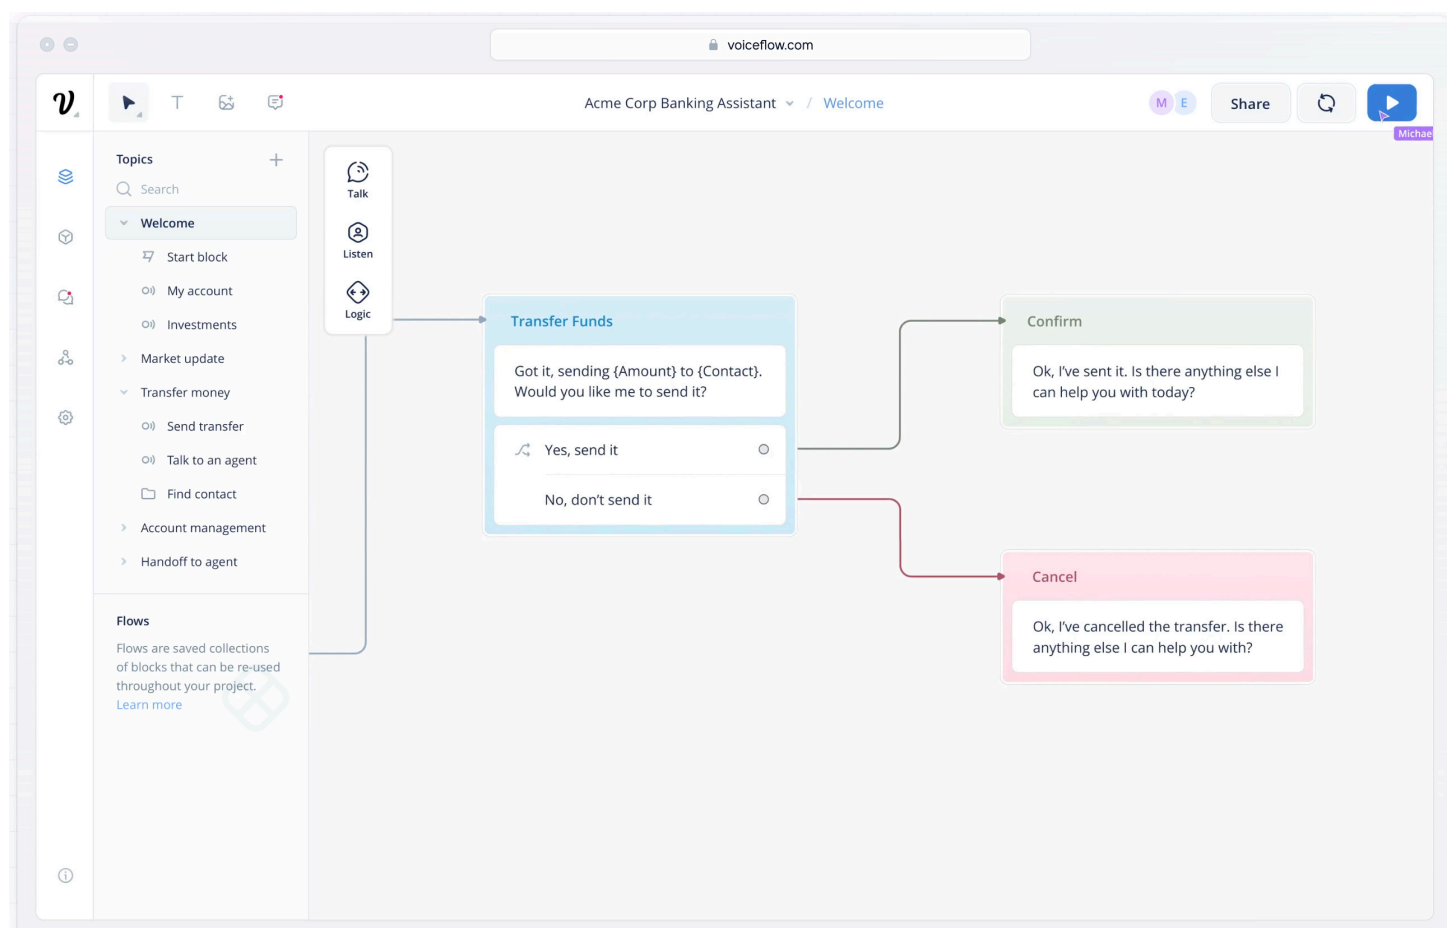 voiceflow.com
Acme Corp Banking Assistant / Welcome
M E
Share
Michael
T
Topics
Search
Welcome
Start block
My account
Investments
Market update
Transfer money
Send transfer
Talk to an agent
Find contact
Account management
Handoff to agent
Flows
Flows are saved collections
of blocks that can be re-used
throughout your project.
Learn more
Talk
Listen
Logic
Transfer Funds
Got it, sending {Amount} to {Contact}.
Would you like me to send it?
Yes, send it
No, don’t send it
Confirm
Ok, I’ve sent it. Is there anything else I
can help you with today?
Cancel
Ok, I’ve cancelled the transfer. Is there
anything else I can help you with?